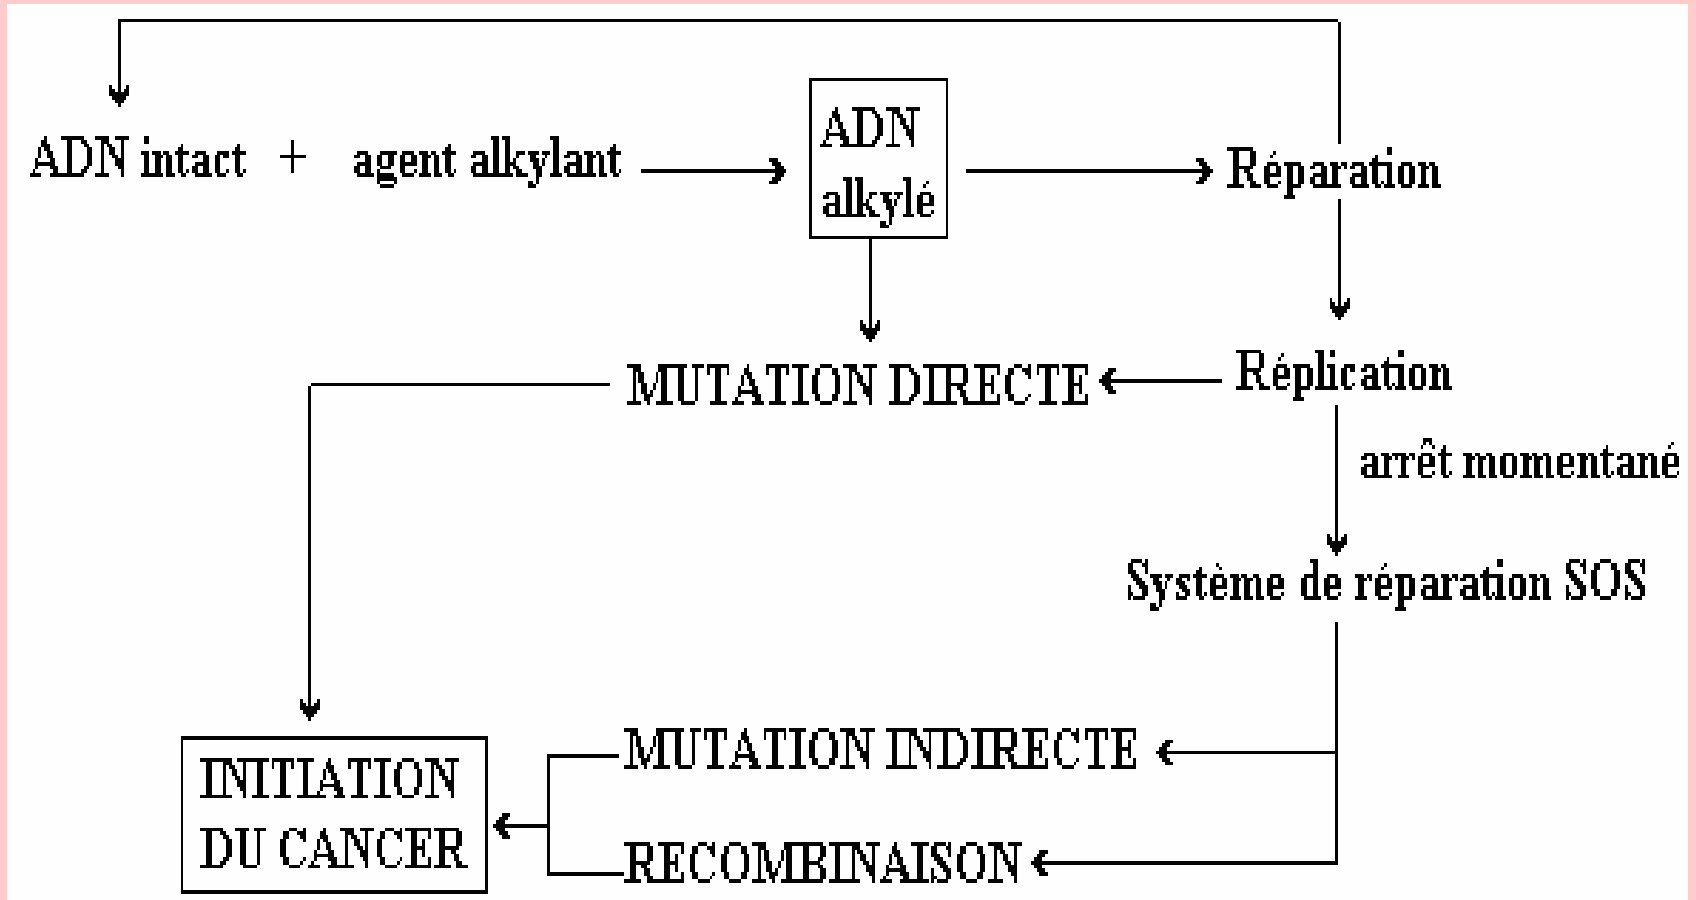 ADN intact + agent alkylant
ADN
alkylé
Réparation
MUTATION DIRECTE
Réplication
arrêt momentané
Système de réparation SOS
MUTATION INDIRECTE
INITIATION
DU CANCER
RECOMBINAISON